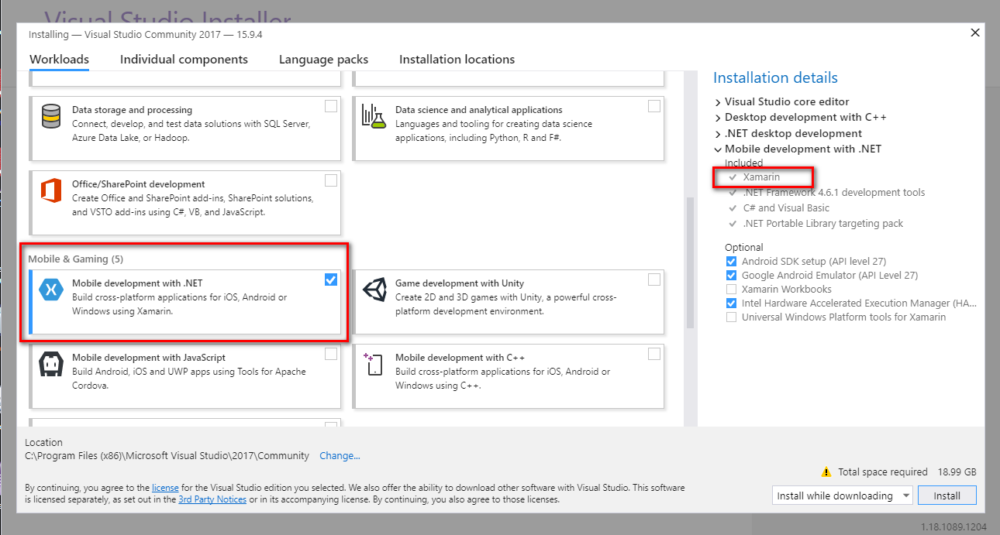 Visual Studio Installer
Installing — Visual Studio Community 2017 — 15.9.4
Workloads
Individual components
Language packs
Installation locations
Data storage and processing
Connect, develop, and test data solutions with SQL Server,
Azure Data Lake, or Hadoop.
Data science and analytical applications
Languages and tooling for creating data science
applications, including Python, R and F#.
Office/SharePoint development
Create Office and SharePoint add-ins, SharePoint solutions,
and VSTO add-ins using C#, VB, and JavaScript.
Mobile & Gaming (5)
Mobile development with .NET
Build cross-platform applications for iOS, Android or
Windows using Xamarin.
Game development with Unity
Create 2D and 3D games with Unity, a powerful cross-
platform development environment.
Mobile development with JavaScript
Build Android, iOS and UWP apps using Tools for Apache
Cordova.
Mobile development with C++
Build cross-platform applications for iOS, Android or
Windows using C++.
Installation details
Visual Studio core editor
Desktop development with C++
.NET desktop development
Mobile development with .NET
Included
Xamarin
.NET Framework 4.6.1 development tools
C# and Visual Basic
.NET Portable Library targeting pack
Optional
Android SDK setup (API level 27)
Google Android Emulator (API Level 27)
Xamarin Workbooks
Intel Hardware Accelerated Execution Manager (HA...
Universal Windows Platform tools for Xamarin
Location
C:\Program Files (x86)\Microsoft Visual Studio\2017\Community Change...
Total space required 18.99 GB
By continuing, you agree to the license for the Visual Studio edition you selected. We also offer the ability to download other software with Visual Studio. This software
is licensed separately, as set out in the 3rd Party Notices or in its accompanying license. By continuing, you also agree to those licenses.
Install while downloading
Install
1.18.1089.1204